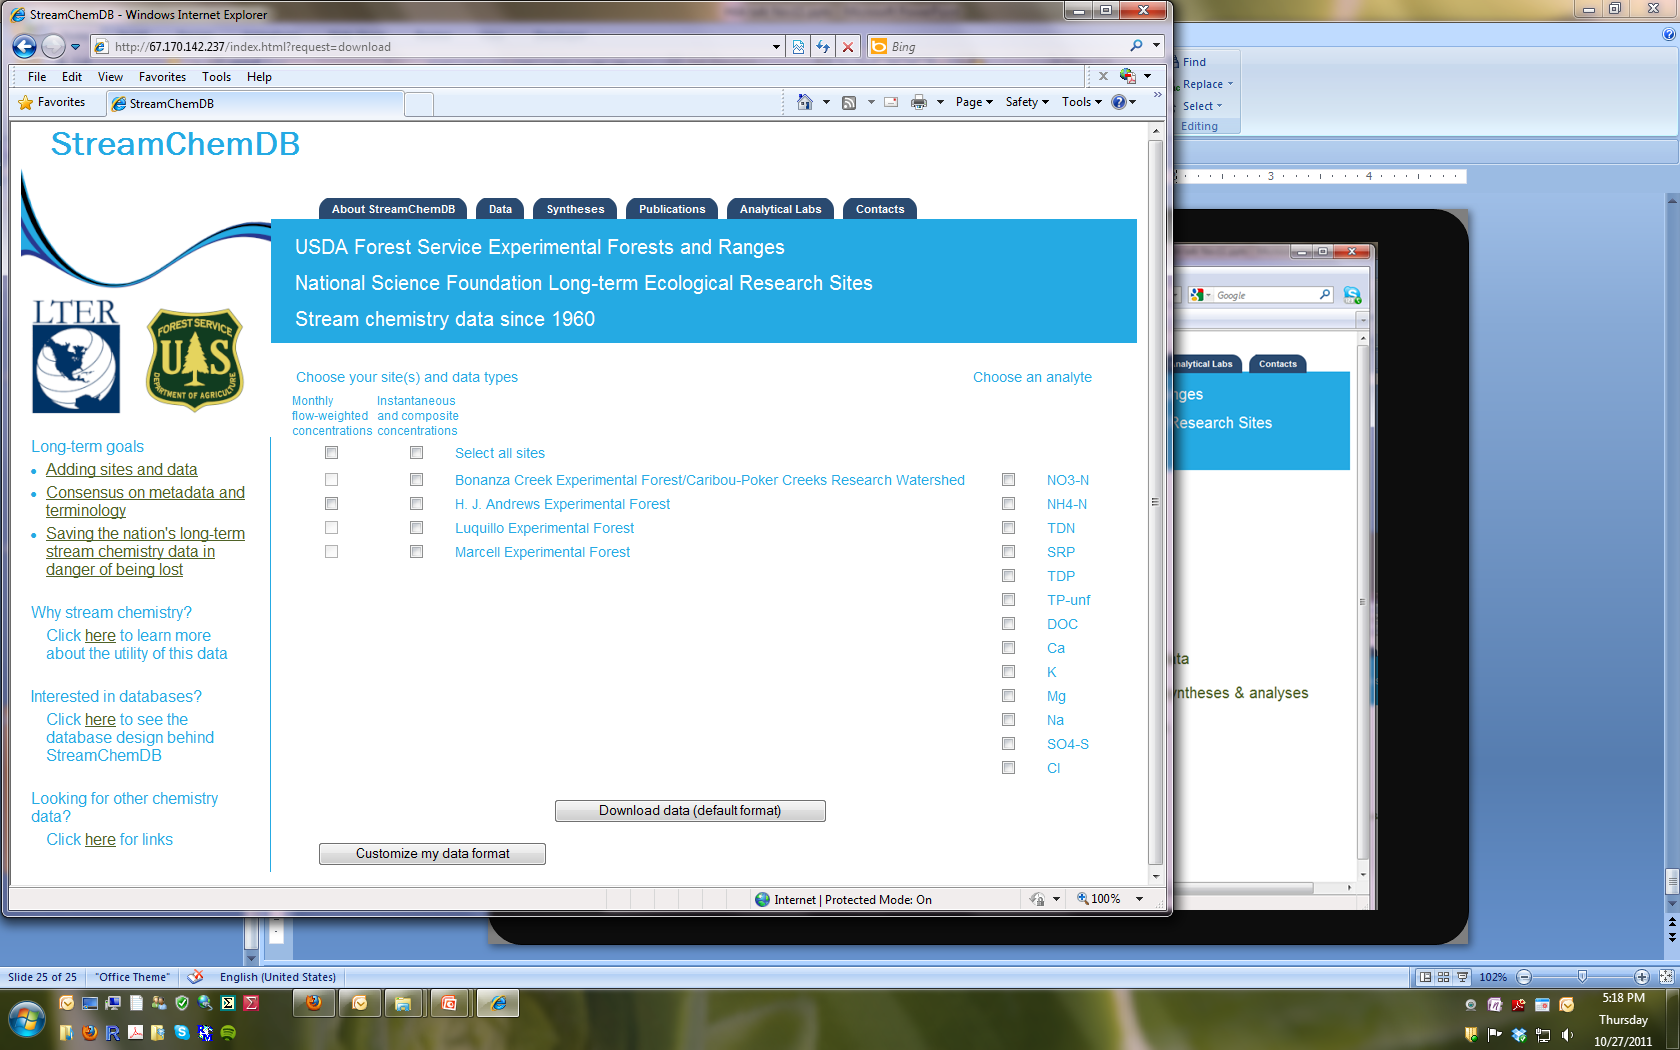 StreamChemDB - Windows Internet Explorer
http://67.170.142.237/index.html?request=download
Bing
File Edit View Favorites Tools Help
Favorites
StreamChemDB
Page Safety Tools
Find
Replace
Select
Editing
3 4
StreamChemDB
About StreamChemDB Data Syntheses Publications Analytical Labs Contacts
USDA Forest Service Experimental Forests and Ranges
National Science Foundation Long-term Ecological Research Sites
Stream chemistry data since 1960
LTER
FOREST SERVICE
UAS
DEPARTMENT OF AGRICULTURE
Long-term goals
Adding sites and data
Consensus on metadata and
terminology
Saving the nation's long-term
stream chemistry data in
danger of being lost
Why stream chemistry?
Click here to learn more
about the utility of this data
Interested in databases?
Click here to see the
database design behind
StreamChemDB
Looking for other chemistry
data?
Click here for links
Choose your site(s) and data types
Monthly
flow-weighted
concentrations
Instantaneous
and composite
concentrations
Select all sites
Bonanza Creek Experimental Forest/Caribou-Poker Creeks Research Watershed
H. J. Andrews Experimental Forest
Luquillo Experimental Forest
Marcell Experimental Forest
Choose an analyte
NO3-N
NH4-N
TDN
SRP
TDP
TP-unf
DOC
Ca
K
Mg
Na
SO4-S
Cl
Download data (default format)
Customize my data format
Internet | Protected Mode: On
100%
Google
nalytical Labs Contacts
nges
Research Sites
ata
yntheses & analyses
Slide 25 of 25 "Office Theme" English (United States)
102%
5:18 PM
Thursday
10/27/2011